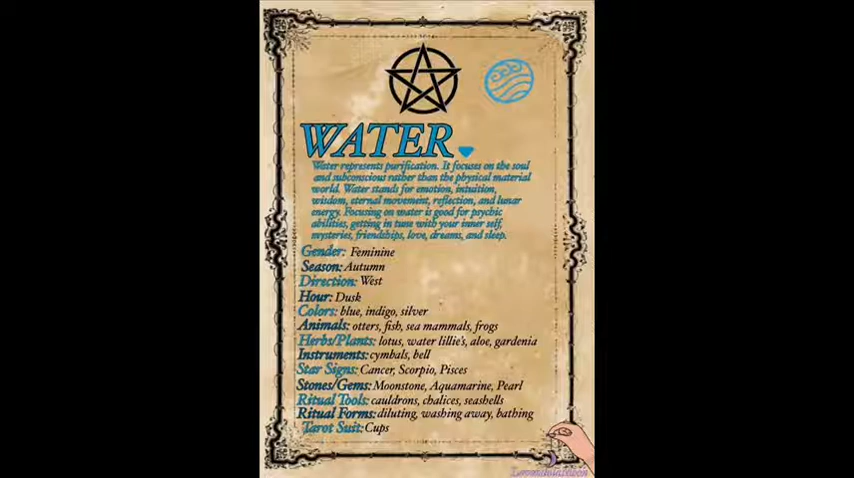 WATER
Water represents purification. It focuses on the soul
and subconscious rather than the physical material
world. Water stands for emotion, intuition,
wisdom, eternal movement, reflection, and lunar
energy. Focusing on water is good for psychic
abilities, getting in tune with your inner self,
mysteries, friendships, love, dreams, and sleep.
Gender: Feminine
Season: Autumn
Direction: West
Hour: Dusk
Colors: blue, indigo, silver
Animals: otters, fish, sea mammals, frogs
Herbs/Plants: lotus, water lillie's, aloe, gardenia
Instruments: cymbals, bell
Star Signs: Cancer, Scorpio, Pisces
Stones/Gems: Moonstone, Aquamarine, Pearl
Ritual Tools: cauldrons, chalices, seashells
Ritual Forms: diluting, washing away, bathing
Tarot Suit: Cups